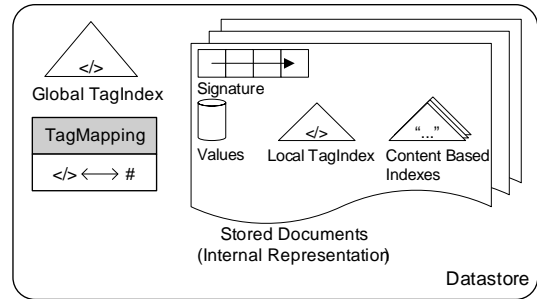 </>
Global TagIndex
TagMapping
</> ⟷ #
Signature
Values
</>
Local TagIndex
“...”
Content Based
Indexes
Stored Documents
(Internal Representation)
Datastore